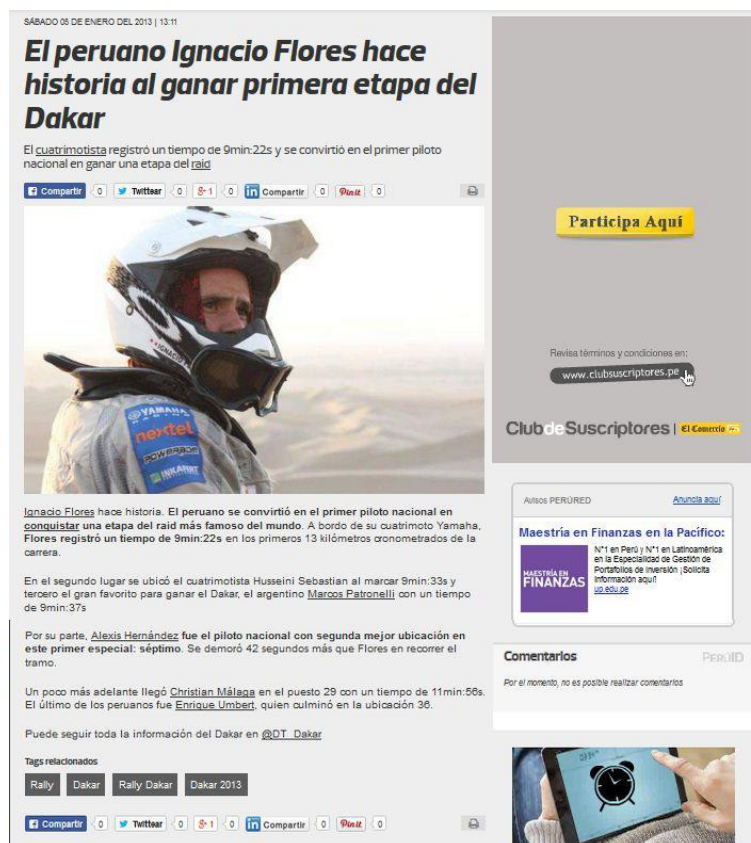 SÁBADO 05 DE ENERO DEL 2013 | 13:11
El peruano Ignacio Flores hace
historia al ganar primera etapa del
Dakar
El cuatrimotista registró un tiempo de 9min:22s y se convirtió en el primer piloto
nacional en ganar una etapa del raid
Compartir 0 Twittear 0 8+1 0 in Compartir 0 Pinit 0
IGNACIO
YAMAHA
RACING
nextel
POWERBOMB
INKAFARMA
Ignacio Flores hace historia. El peruano se convirtió en el primer piloto nacional en
conquistar una etapa del raid más famoso del mundo. A bordo de su cuatrimoto Yamaha,
Flores registró un tiempo de 9min:22s en los primeros 13 kilómetros cronometrados de la
carrera.
En el segundo lugar se ubicó el cuatrimotista Husseini Sebastian al marcar 9min:33s y
tercero el gran favorito para ganar el Dakar, el argentino Marcos Patronelli con un tiempo
de 9min:37s
Por su parte, Alexis Hernández fue el piloto nacional con segunda mejor ubicación en
este primer especial: séptimo. Se demoró 42 segundos más que Flores en recorrer el
tramo.
Un poco más adelante llegó Christian Málaga en el puesto 29 con un tiempo de 11min:56s.
El último de los peruanos fue Enrique Umbert, quien culminó en la ubicación 36.
Puede seguir toda la información del Dakar en @DT_Dakar
Tags relacionados
Rally Dakar Rally Dakar Dakar 2013
Compartir 0 Twittear 0 8+1 0 in Compartir 0 Pinit 0
Participa Aquí
Revisa términos y condiciones en:
www.clubsuscriptores.pe
ClubdeSuscriptores | El Comercio
Avisos PERÚRED Anuncia aquí
Maestría en Finanzas en la Pacífico:
MAESTRÍA EN
FINANZAS
N°1 en Perú y N°1 en Latinoamérica
en la Especialidad de Gestión de
Portafolios de Inversión ¡Solicita
información aquí!
up.edu.pe
Comentarios PERÚID
Por el momento, no es posible realizar comentarios